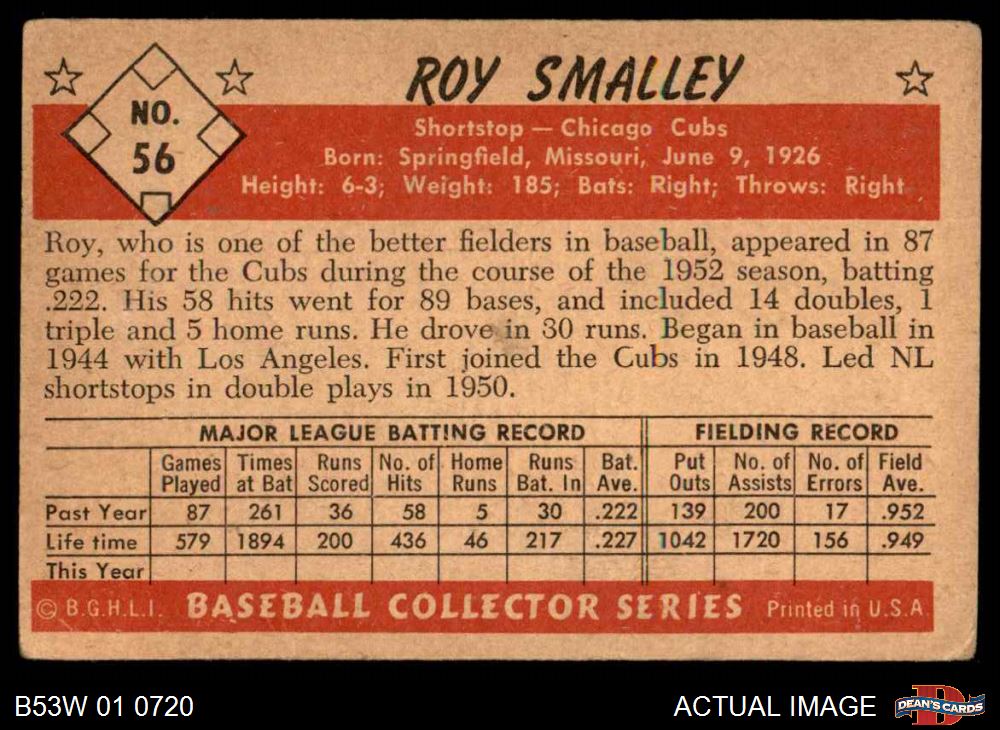 NO.
56
ROY SMALLEY
Shortstop — Chicago Cubs
Born: Springfield, Missouri, June 9, 1926
Height: 6-3; Weight: 185; Bats: Right; Throws: Right
Roy, who is one of the better fielders in baseball, appeared in 87
games for the Cubs during the course of the 1952 season, batting
.222. His 58 hits went for 89 bases, and included 14 doubles, 1
triple and 5 home runs. He drove in 30 runs. Began in baseball in
1944 with Los Angeles. First joined the Cubs in 1948. Led NL
shortstops in double plays in 1950.
MAJOR LEAGUE BATTING RECORD FIELDING RECORD
Games Times Runs No. of Home Runs Bat. Put No. of No. of Field
Played at Bat Scored Hits Runs Bat. In Ave. Outs Assists Errors Ave.
Past Year 87 261 36 58 5 30 .222 139 200 17 .952
Life time 579 1894 200 436 46 217 .227 1042 1720 156 .949
This Year
© B.G.H.L.I. BASEBALL COLLECTOR SERIES Printed in U.S.A
B53W 01 0720 ACTUAL IMAGE DEAN'S CARDS